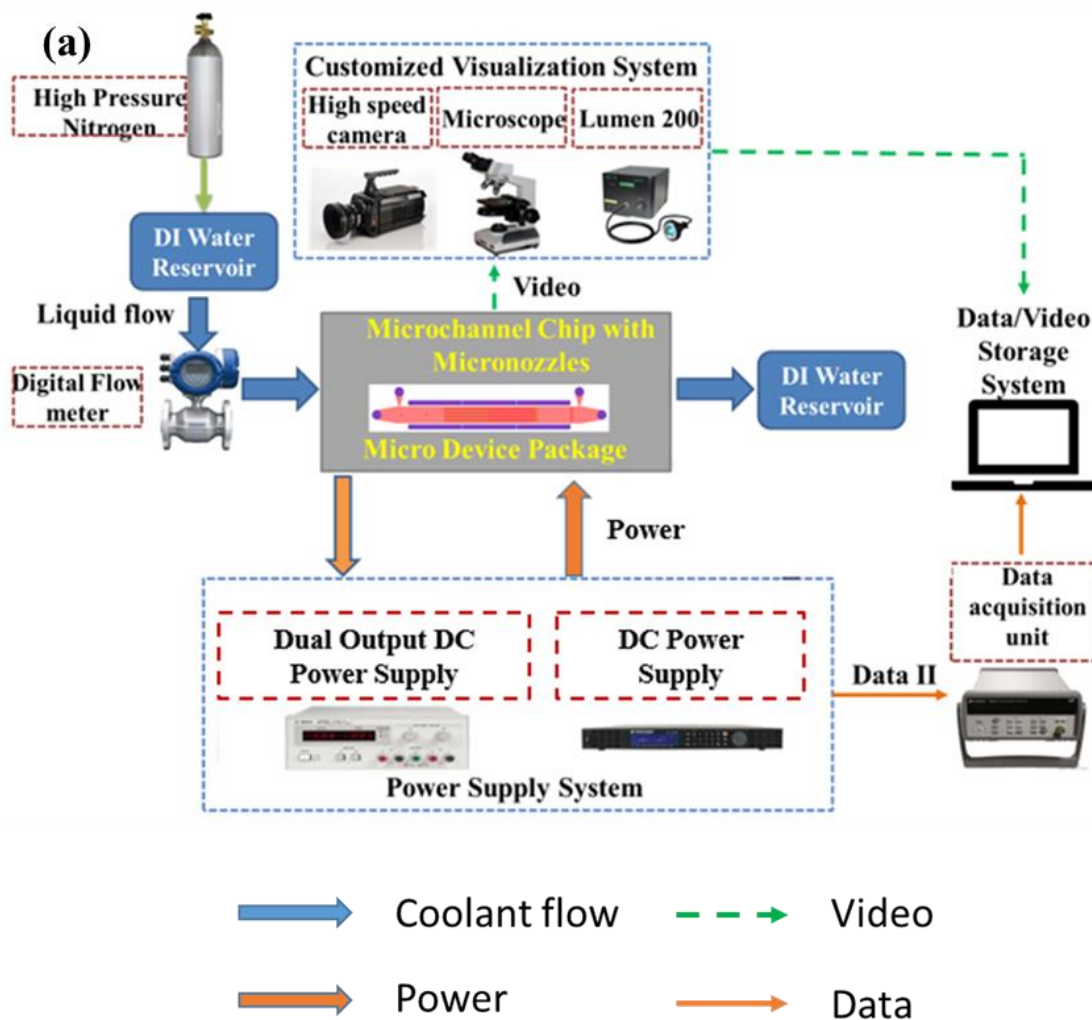 (a)
High Pressure
Nitrogen
Customized Visualization System
High speed
camera
Microscope
Lumen 200
DI Water
Reservoir
Liquid flow
Video
Digital Flow
meter
Microchannel Chip with
Micronozzles
Micro Device Package
DI Water
Reservoir
Data/Video
Storage
System
Power
Data
acquisition
unit
Dual Output DC
Power Supply
DC Power
Supply
Data II
Power Supply System
Coolant flow
Video
Power
Data